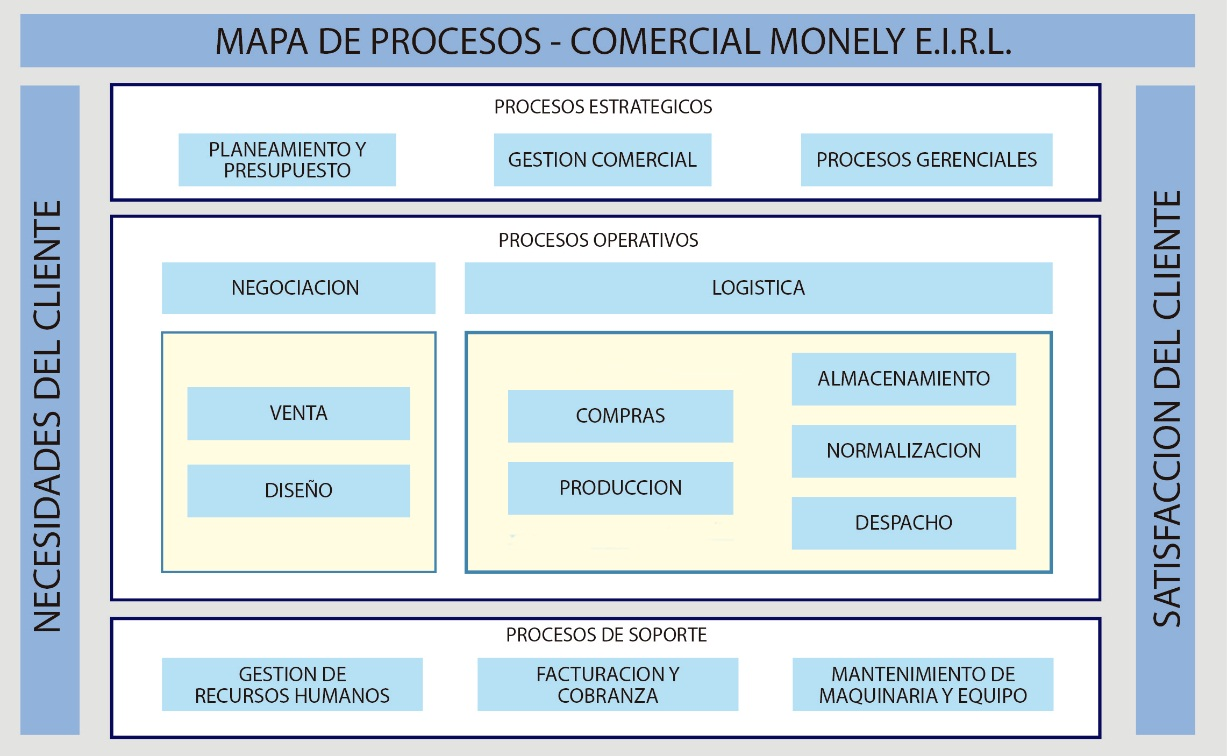 MAPA DE PROCESOS - COMERCIAL MONELY E.I.R.L.
NECESIDADES DEL CLIENTE
PROCESOS ESTRATEGICOS
PLANEAMIENTO Y
PRESUPUESTO
GESTION COMERCIAL
PROCESOS GERENCIALES
PROCESOS OPERATIVOS
NEGOCIACION
VENTA
DISEÑO
LOGISTICA
COMPRAS
PRODUCCION
ALMACENAMIENTO
NORMALIZACION
DESPACHO
PROCESOS DE SOPORTE
GESTION DE
RECURSOS HUMANOS
FACTURACION Y
COBRANZA
MANTENIMIENTO DE
MAQUINARIA Y EQUIPO
SATISFACCION DEL CLIENTE